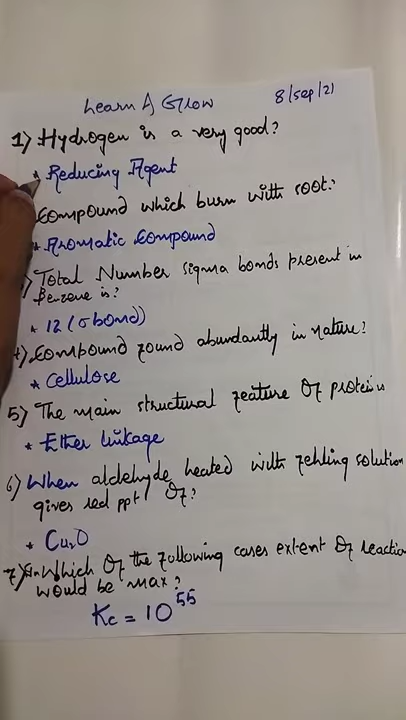 Learn & Grow
8/sep/21
1) Hydrogen is a very good?
* Reducing Agent
Compound which burn with soot?
* Aromatic Compound
) Total Number sigma bonds present in
Benzene is?
* 12 (σ bond)
4) Compound found abundantly in nature?
* Cellulose
5) The main structural feature Of protein is
* Ether linkage
6) When aldehyde heated with fehling solution
gives red ppt Of?
* Cu2O
7) Which Of the following cases extent Of reaction
would be max?
Kc = 10^55